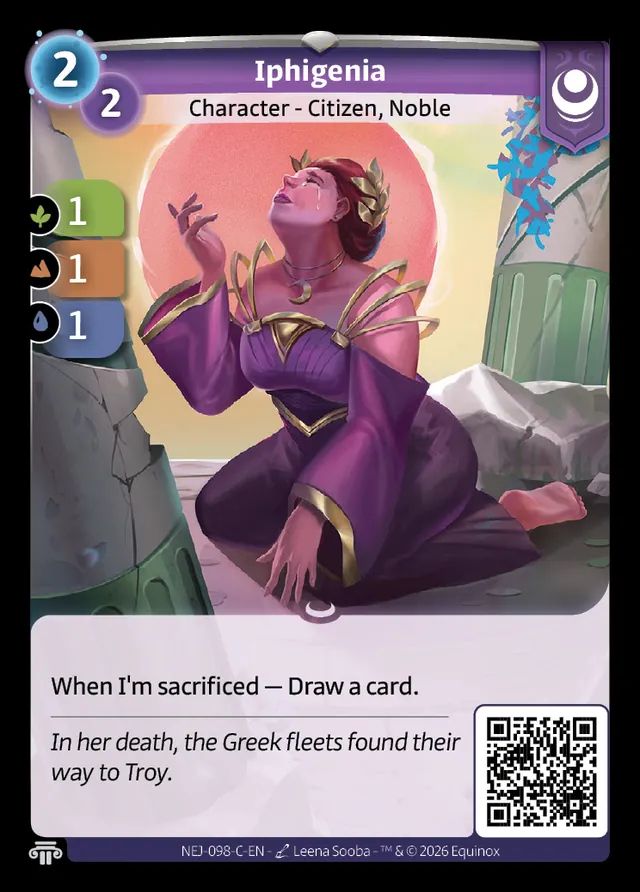 2
2
Iphigenia
Character - Citizen, Noble
1
1
1
When I'm sacrificed — Draw a card.
In her death, the Greek fleets found their
way to Troy.
NEJ-098-C-EN - Leena Sooba - ™ & © 2026 Equinox